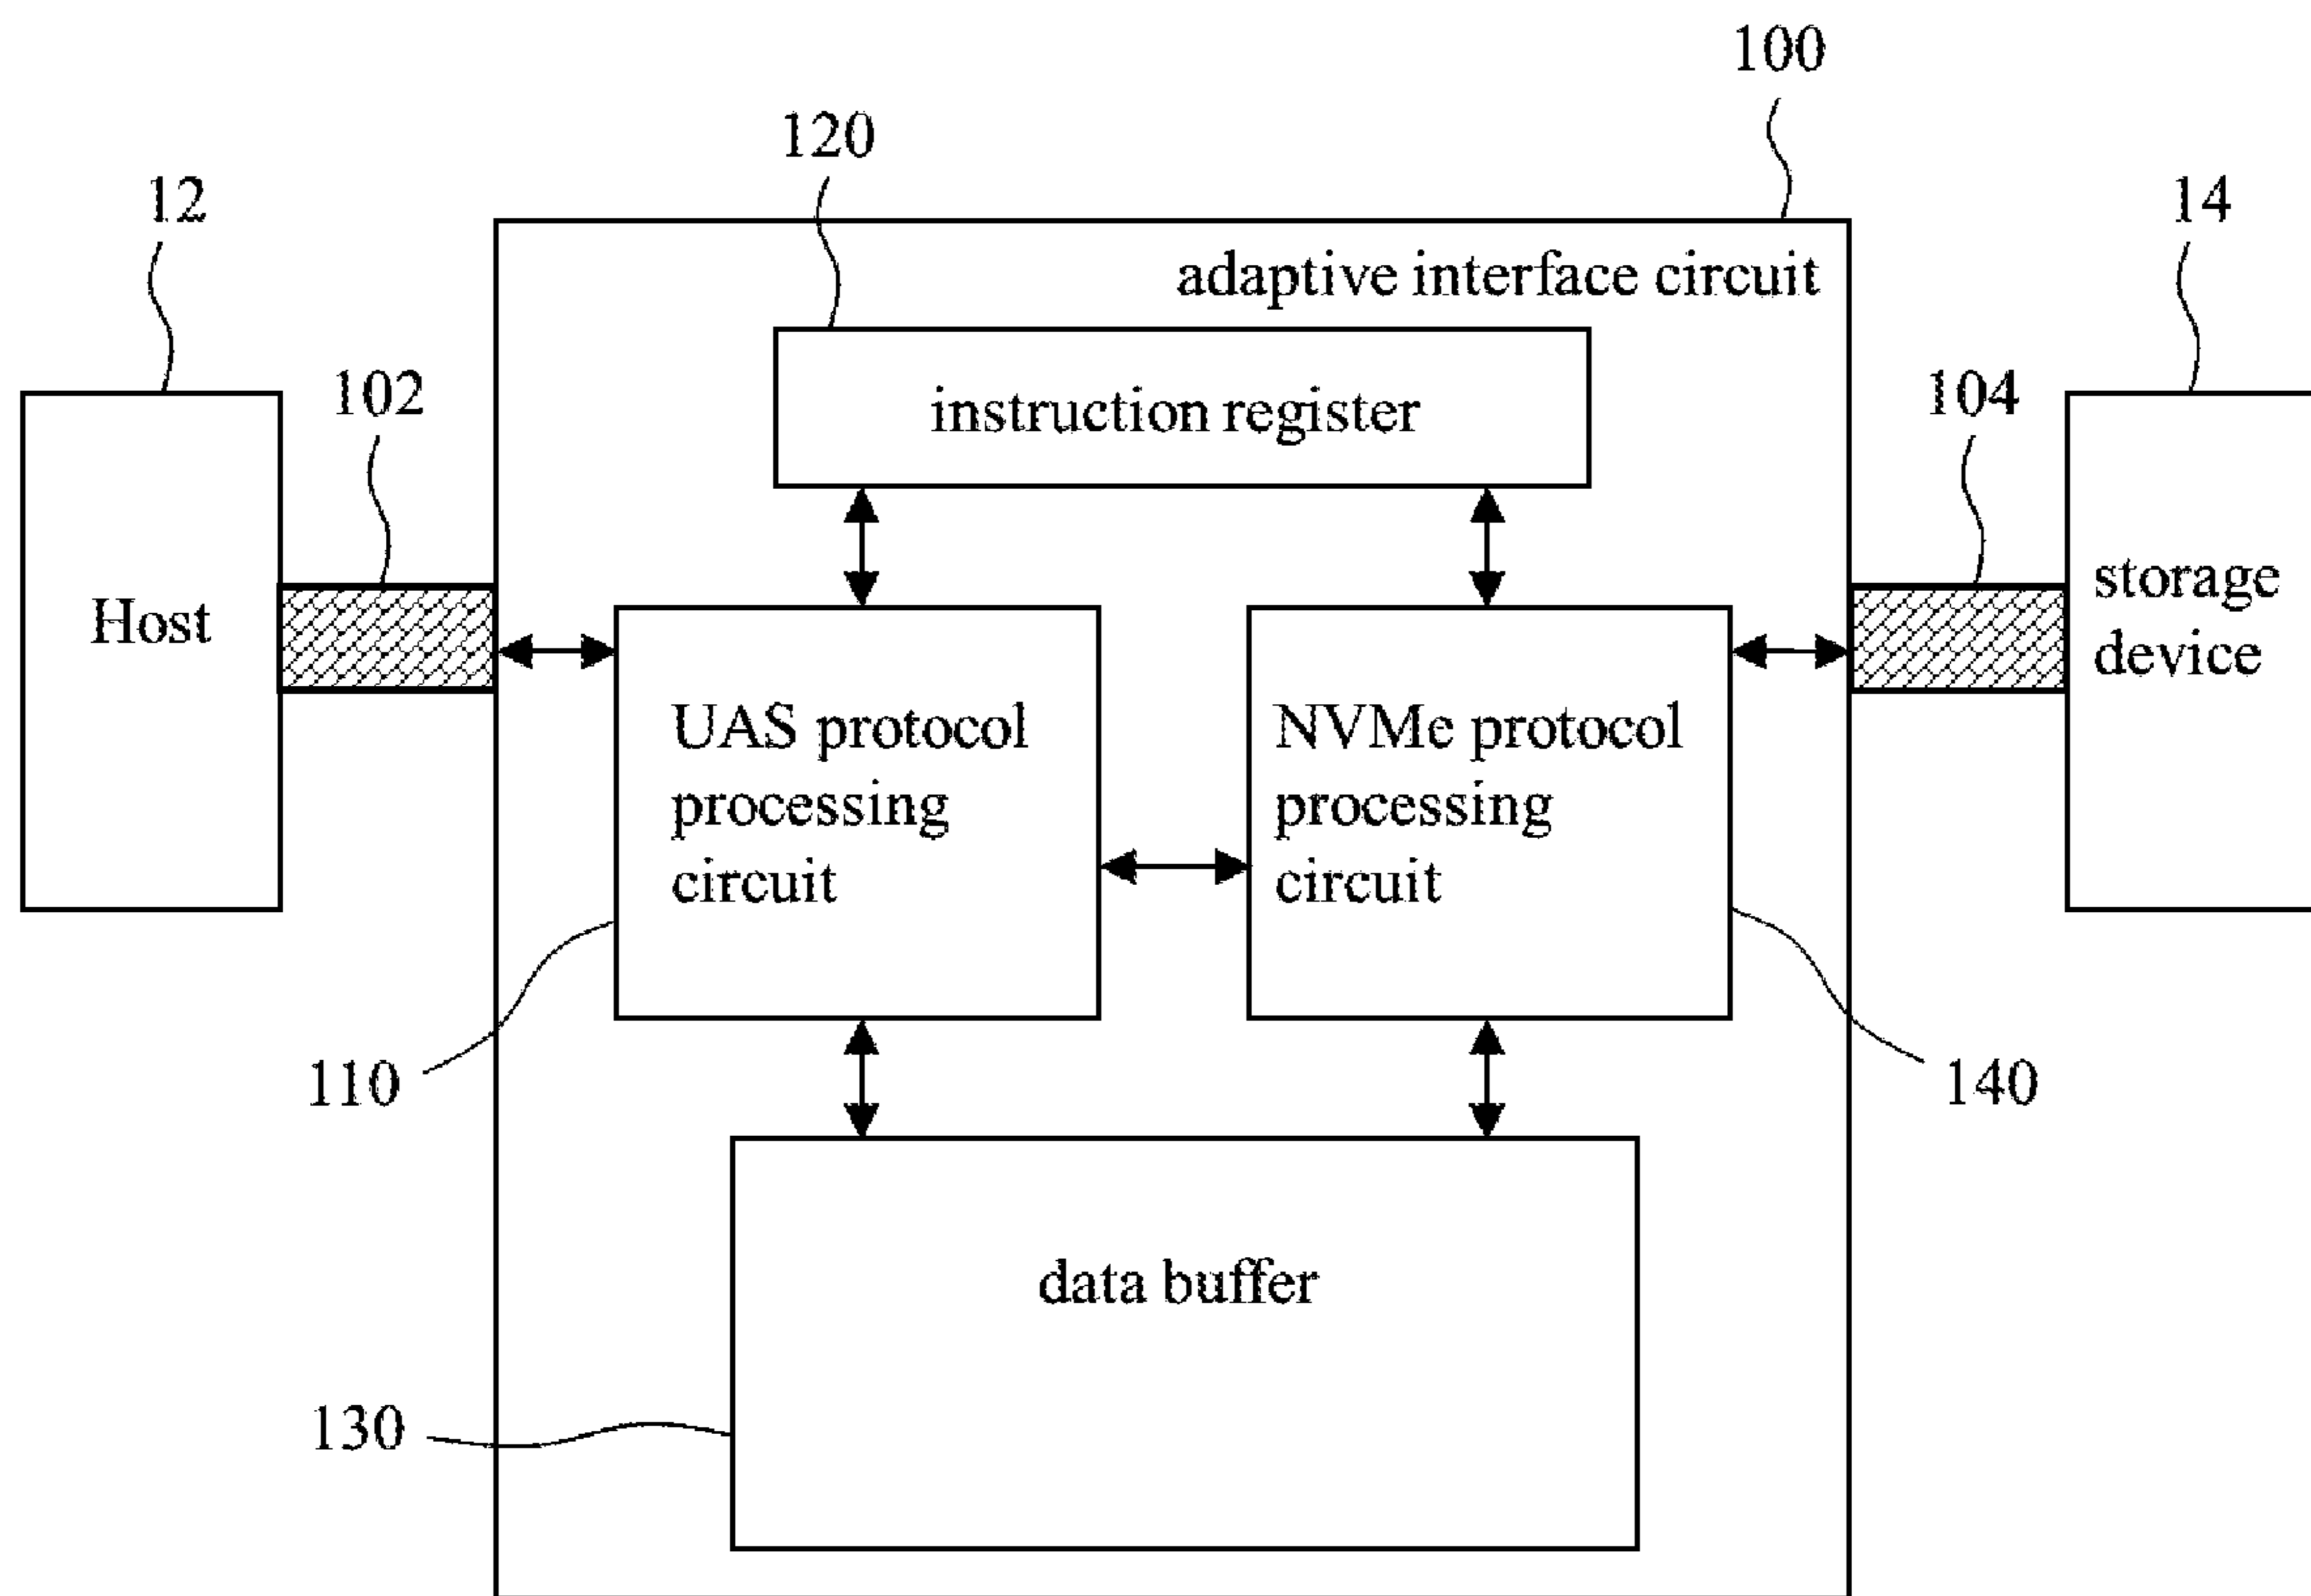 100
120
12
14
adaptive interface circuit
102
104
instruction register
Host
storage
device
UAS protocol
processing
circuit
NVMe protocol
processing
circuit
110
140
data buffer
130